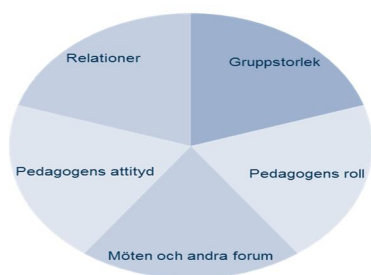 Relationer
Gruppstorlek
Pedagogens attityd
Pedagogens roll
Möten och andra forum